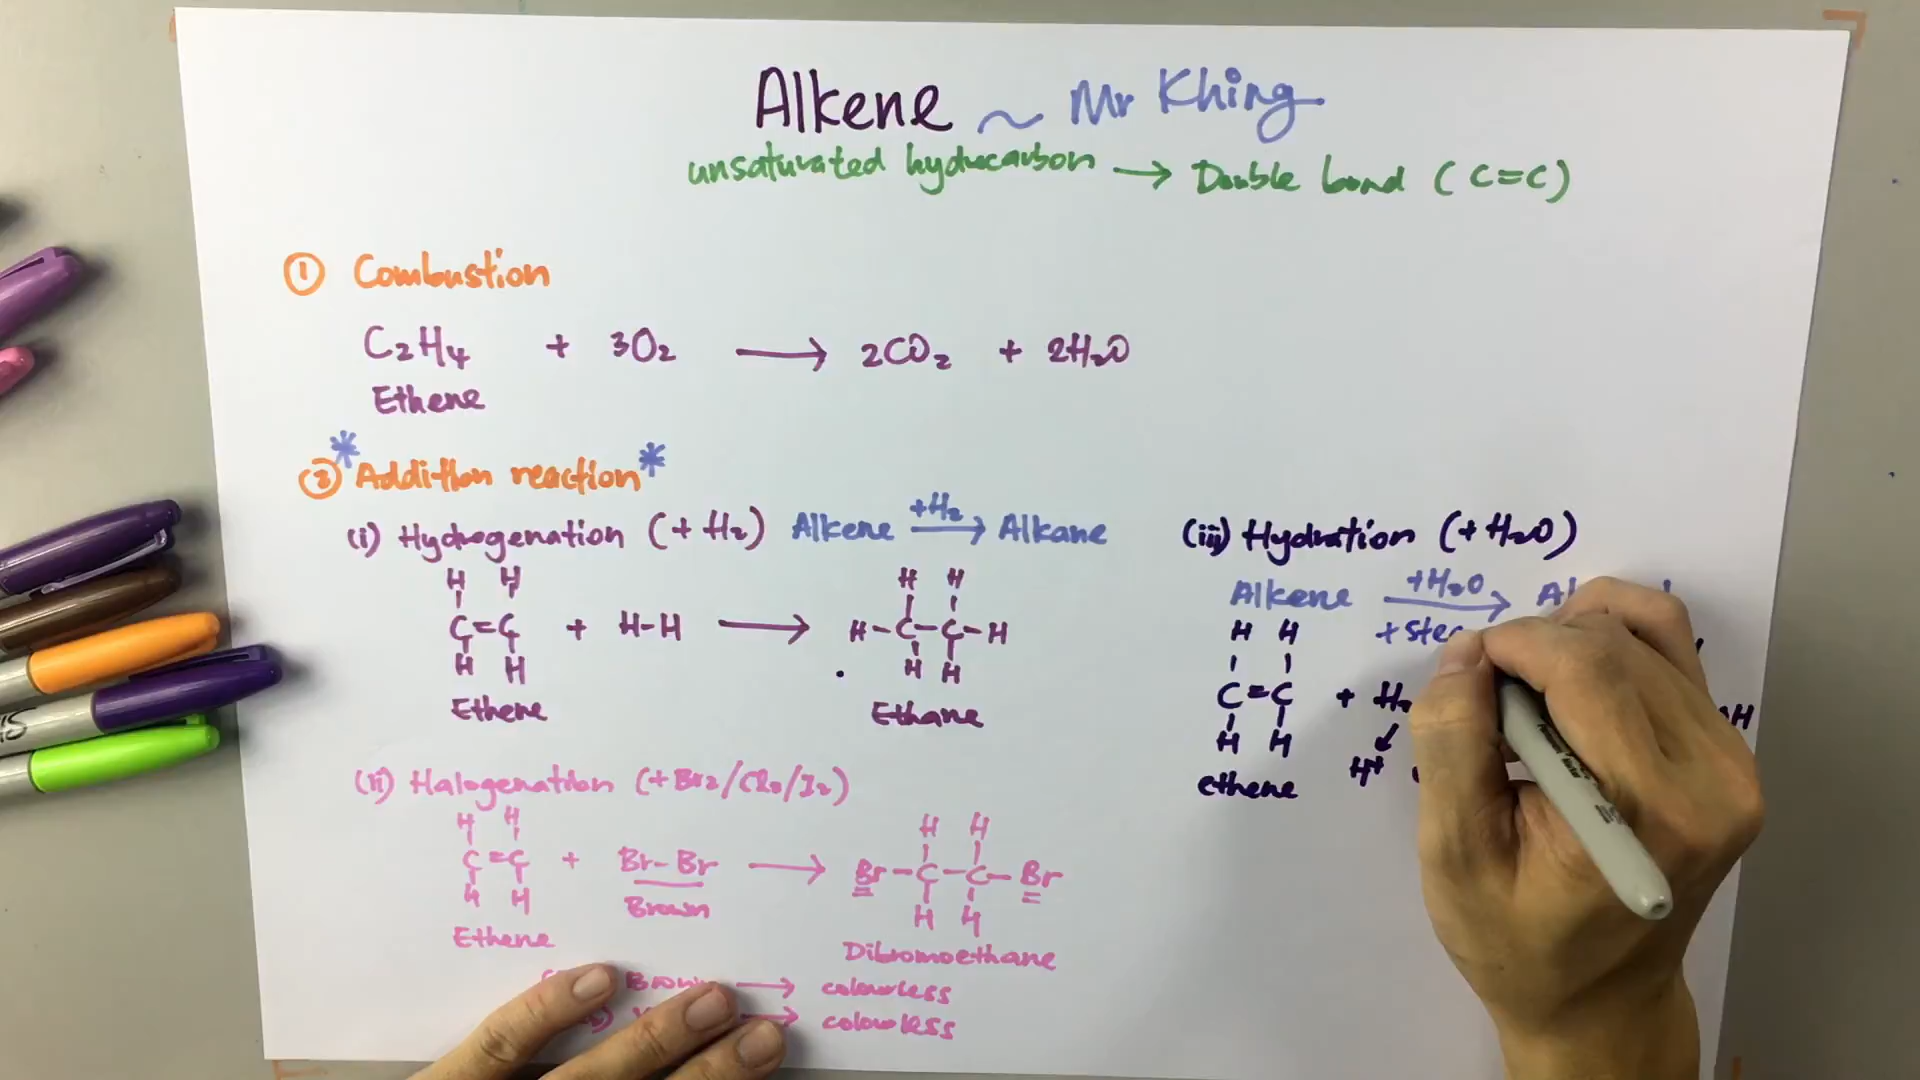 Alkene ~ Mr Khing
unsaturated hydrocarbon → Double bond (C=C)
① Combustion
C2H4 + 3O2 → 2CO2 + 2H2O
Ethene
② *Addition reaction*
(i) Hydrogenation (+H2) Alkene +H2 → Alkane
H H
C=C + H-H →
H H
Ethene
H H
H-C-C-H
H H
Ethane
(ii) Halogenation (+Br2/Cl2/I2)
H H
C=C + Br-Br →
H H
Brown
Ethene
H H
Br-C-C-Br
H H
Dibromoethane
Brown → colourless
→ colourless
(iii) Hydration (+H2O)
Alkene +H2O →
H H
C=C +
H H
H+
ethene